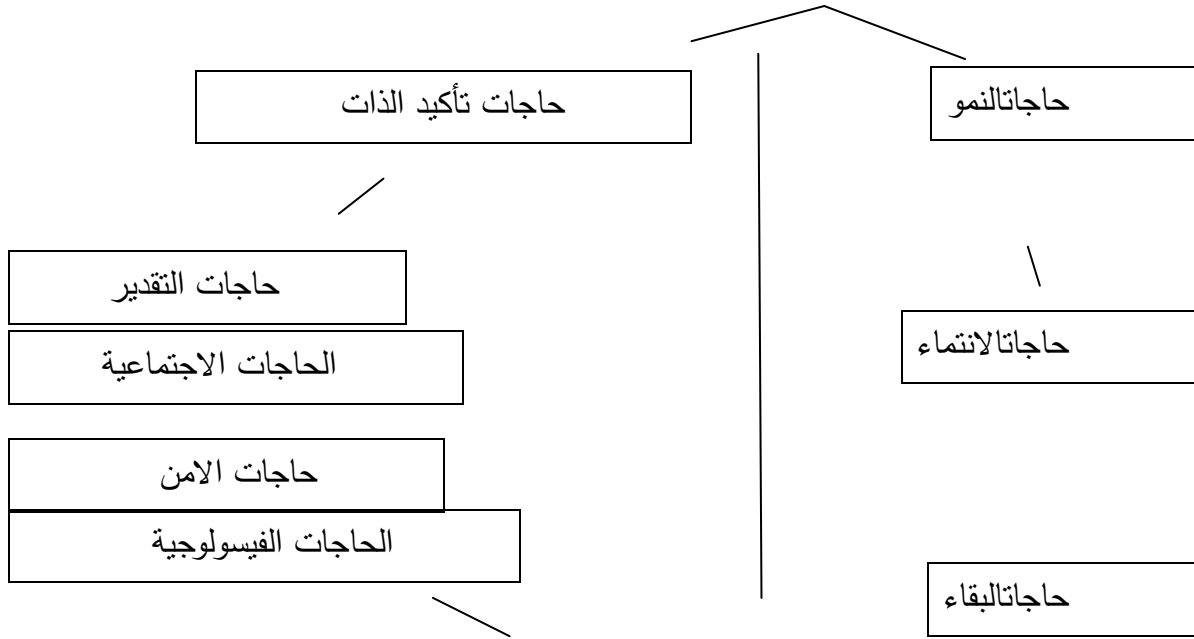 حاجاتالنمو
حاجات تأكيد الذات
حاجات التقدير
حاجاتالانتماء
الحاجات الاجتماعية
حاجات الامن
الحاجات الفيسولوجية
حاجاتالبقاء